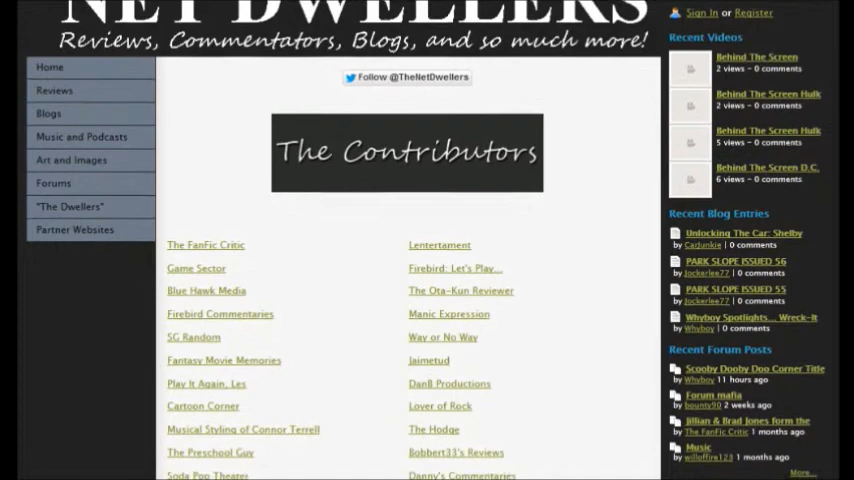 NET DWELLERS
Reviews, Commentators, Blogs, and so much more!
Home
Reviews
Blogs
Music and Podcasts
Art and Images
Forums
"The Dwellers"
Partner Websites
Follow @TheNetDwellers
The Contributors
The FanFic Critic
Game Sector
Blue Hawk Media
Firebird Commentaries
SG Random
Fantasy Movie Memories
Play It Again, Les
Cartoon Corner
Musical Styling of Connor Terrell
The Preschool Guy
Soda Pop Theater
Lentertament
Firebird: Let's Play...
The Ota-Kun Reviewer
Manic Expression
Way or No Way
Jaimetud
DanB Productions
Lover of Rock
The Hodge
Bobbert33's Reviews
Danny's Commentaries
Sign In or Register
Recent Videos
Behind The Screen
2 views - 0 comments
Behind The Screen Hulk
2 views - 0 comments
Behind The Screen Hulk
5 views - 0 comments
Behind The Screen D.C.
6 views - 0 comments
Recent Blog Entries
Unlocking The Car: Shelby
by CarJunkie | 0 comments
PARK SLOPE ISSUED 56
by Jockerlee77 | 0 comments
PARK SLOPE ISSUED 55
by Jockerlee77 | 0 comments
Whyboy Spotlights... Wreck-It
by Whyboy | 0 comments
Recent Forum Posts
Scooby Dooby Doo Corner Title
by Whyboy 11 hours ago
Forum mafia
by bounty90 2 weeks ago
Jillian & Brad Jones form the
by The FanFic Critic 1 months ago
Music
by willoffire123 1 months ago
More...